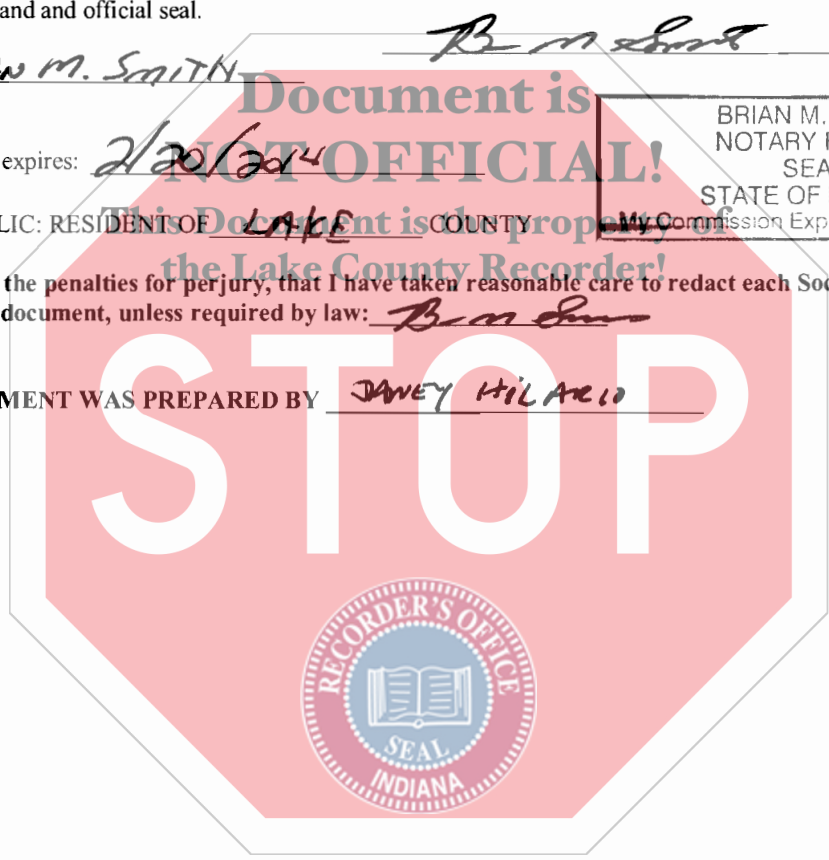 and and official seal.
M. SMITH
Document is
BRIAN M.
NOTARY
expires: 2/20/2014
NOT OFFICIAL!
SEA
STATE OF
LIC: RESIDENT OF LAKE COUNTY
This Document is the property of
My Commission Exp
the Lake County Recorder!
the penalties for perjury, that I have taken reasonable care to redact each Soc
document, unless required by law:
MENT WAS PREPARED BY JANEY HILARIO
STOP
RECORDER'S OFFICE
SEAL
INDIANA